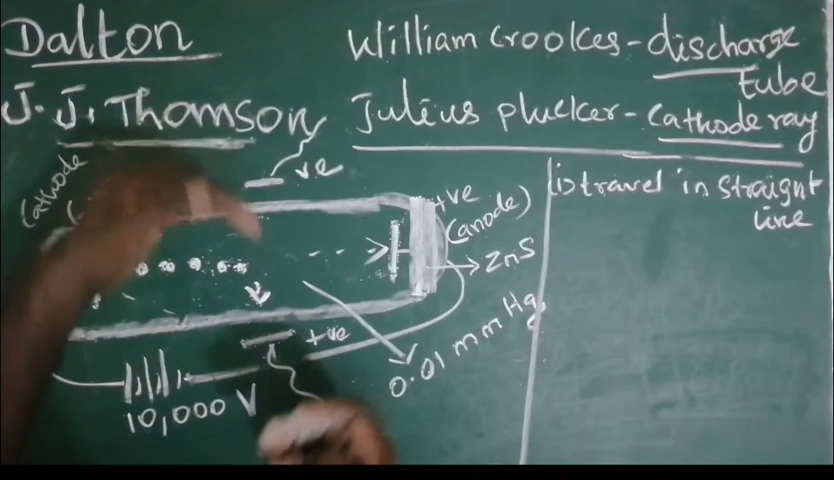 Dalton
J. J. Thomson
William Crookes - discharge
tube
Julius plucker - Cathode ray
Cathode
-ve
+ve
(anode)
ZnS
+ve
0.01 mm Hg
10,000 V
(i) travel in straight
line